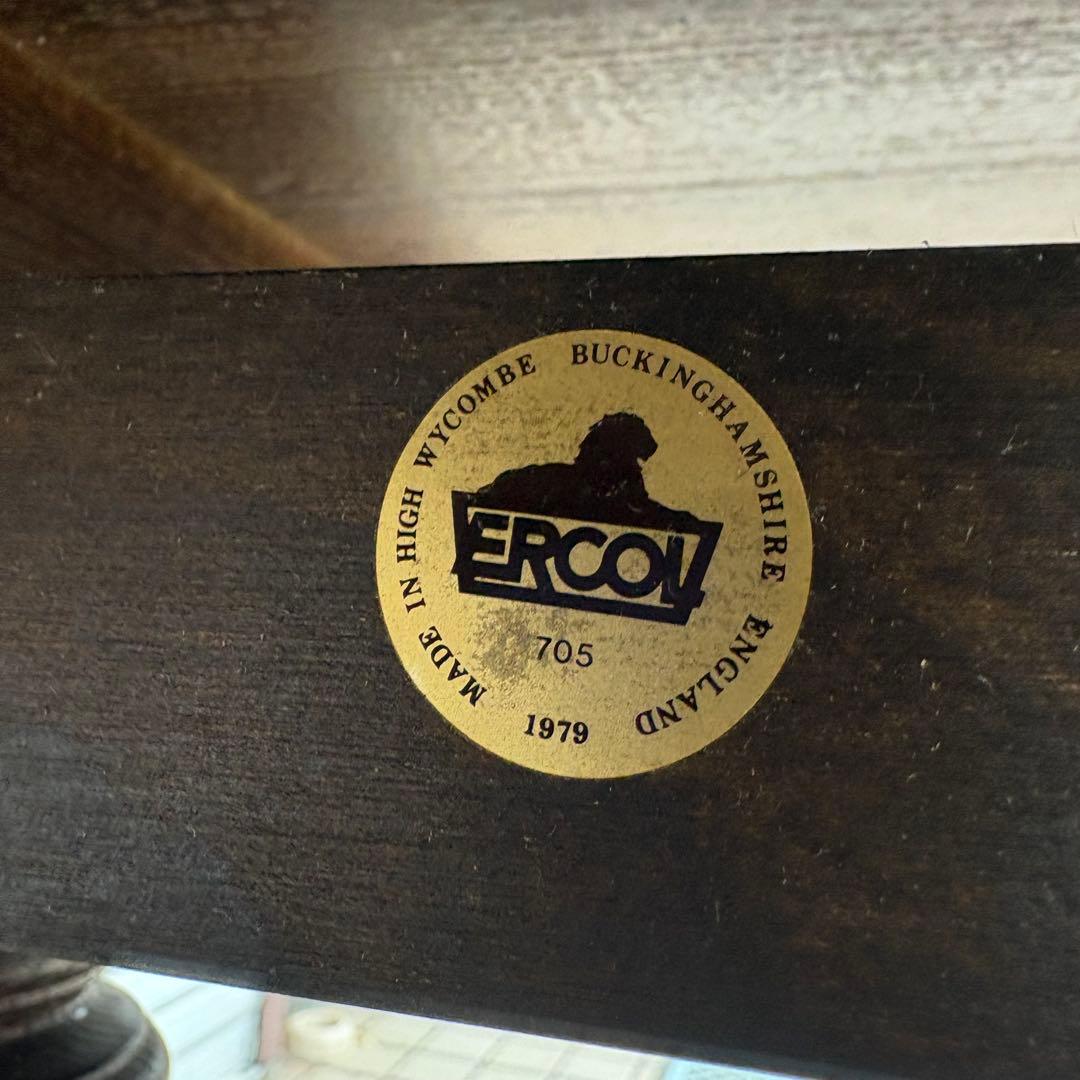 MADE IN HIGH WYCOMBE BUCKINGHAMSHIRE ENGLAND
ERCOL
705
1979